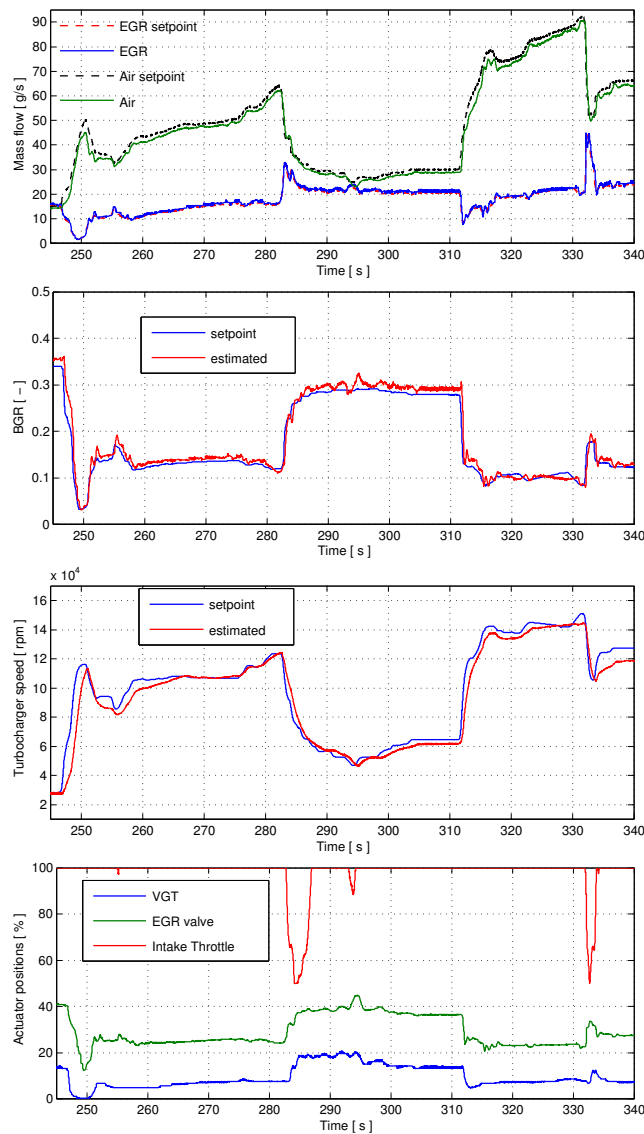 100
90
80
70
60
50
40
30
20
10
0
Mass flow [ g/s ]
EGR setpoint
EGR
Air setpoint
Air
250 260 270 280 290 300 310 320 330 340
Time [ s ]
0.5
0.4
0.3
0.2
0.1
0
BGR [ − ]
setpoint
estimated
250 260 270 280 290 300 310 320 330 340
Time [ s ]
x 10⁴
16
14
12
10
8
6
4
2
Turbocharger speed [ rpm ]
setpoint
estimated
250 260 270 280 290 300 310 320 330 340
Time [ s ]
100
80
60
40
20
0
Actuator positions [ % ]
VGT
EGR valve
Intake Throttle
250 260 270 280 290 300 310 320 330 340
Time [ s ]